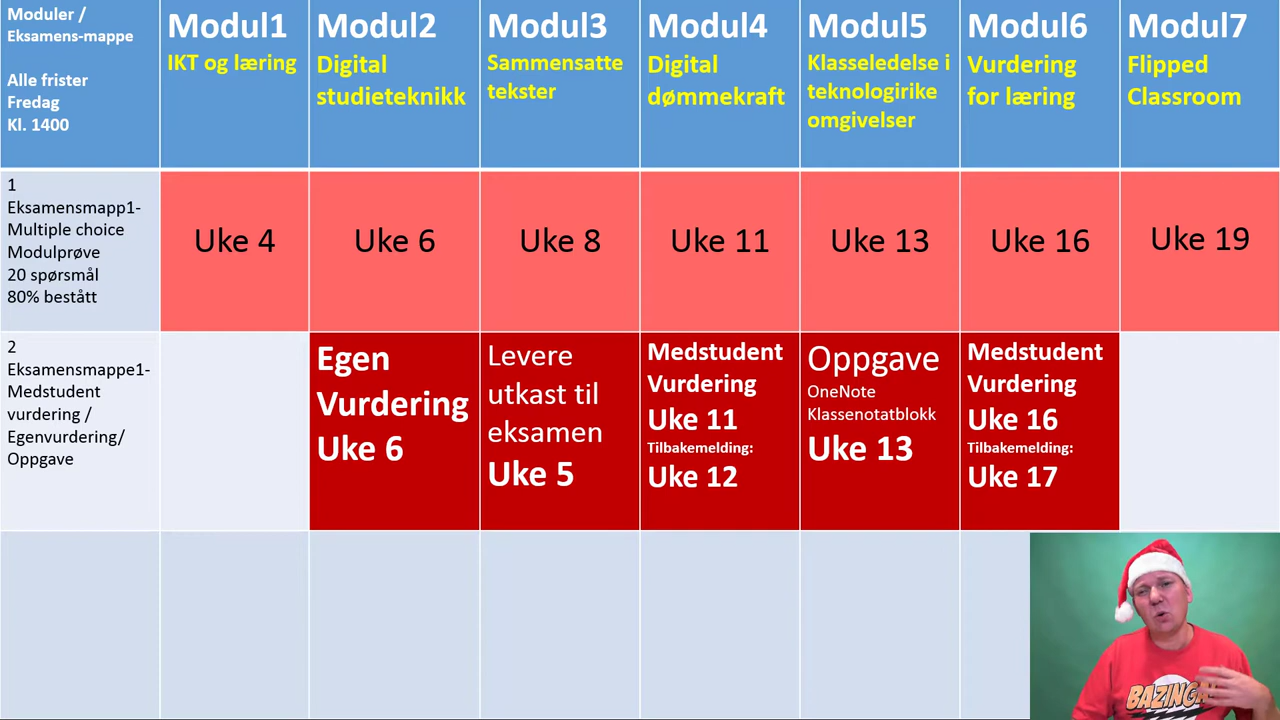 Moduler /
Eksamens-mappe
Alle frister
Fredag
Kl. 1400
Modul1
IKT og læring
Modul2
Digital
studieteknikk
Modul3
Sammensatte
tekster
Modul4
Digital
dømmekraft
Modul5
Klasseledelse i
teknologirike
omgivelser
Modul6
Vurdering
for læring
Modul7
Flipped
Classroom
1
Eksamensmapp1-
Multiple choice
Modulprøve
20 spørsmål
80% bestått
Uke 4
Uke 6
Uke 8
Uke 11
Uke 13
Uke 16
Uke 19
2
Eksamensmappe1-
Medstudent
vurdering /
Egenvurdering/
Oppgave
Egen
Vurdering
Uke 6
Levere
utkast til
eksamen
Uke 5
Medstudent
Vurdering
Uke 11
Tilbakemelding:
Uke 12
Oppgave
OneNote
Klassenotatblokk
Uke 13
Medstudent
Vurdering
Uke 16
Tilbakemelding:
Uke 17